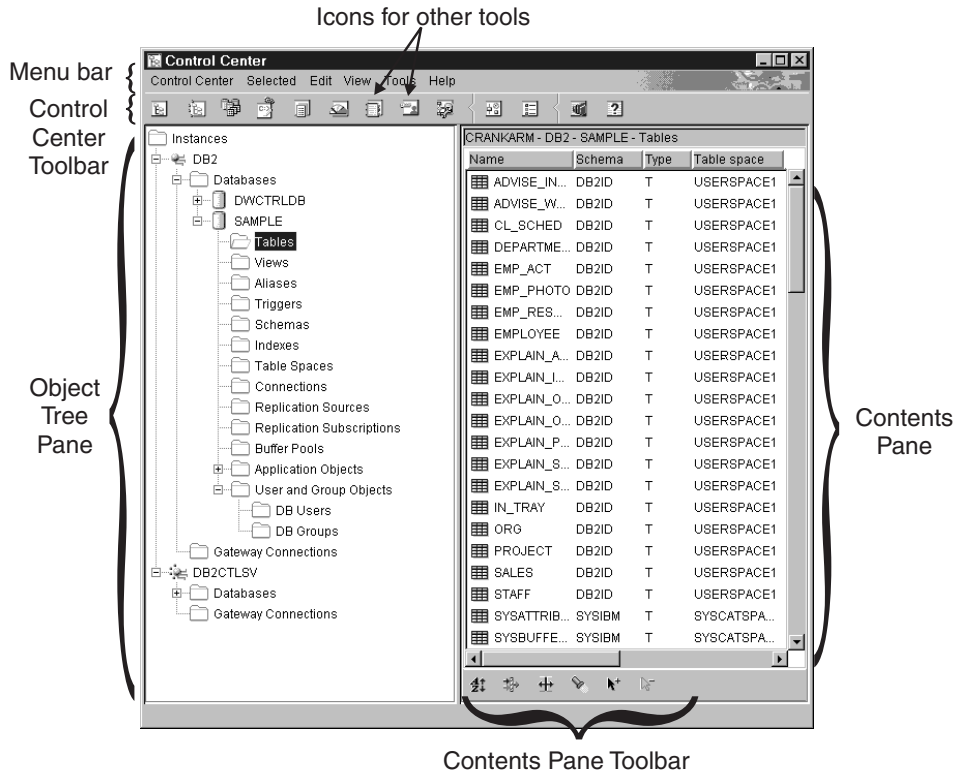 Icons for other tools
Menu bar
Control
Center
Toolbar
Object
Tree
Pane
Control Center
Control Center Selected Edit View Tools Help
Instances
DB2
Databases
DWCTRLDB
SAMPLE
Tables
Views
Aliases
Triggers
Schemas
Indexes
Table Spaces
Connections
Replication Sources
Replication Subscriptions
Buffer Pools
Application Objects
User and Group Objects
DB Users
DB Groups
Gateway Connections
DB2CTLSV
Databases
Gateway Connections
CRANKARM - DB2 - SAMPLE - Tables
Name Schema Type Table space
ADVISE_IN... DB2ID T USERSPACE1
ADVISE_W... DB2ID T USERSPACE1
CL_SCHED DB2ID T USERSPACE1
DEPARTME... DB2ID T USERSPACE1
EMP_ACT DB2ID T USERSPACE1
EMP_PHOTO DB2ID T USERSPACE1
EMP_RES... DB2ID T USERSPACE1
EMPLOYEE DB2ID T USERSPACE1
EXPLAIN_A... DB2ID T USERSPACE1
EXPLAIN_I... DB2ID T USERSPACE1
EXPLAIN_O... DB2ID T USERSPACE1
EXPLAIN_O... DB2ID T USERSPACE1
EXPLAIN_P... DB2ID T USERSPACE1
EXPLAIN_S... DB2ID T USERSPACE1
EXPLAIN_S... DB2ID T USERSPACE1
IN_TRAY DB2ID T USERSPACE1
ORG DB2ID T USERSPACE1
PROJECT DB2ID T USERSPACE1
SALES DB2ID T USERSPACE1
STAFF DB2ID T USERSPACE1
SYSATTRIB... SYSIBM T SYSCATSPA...
SYSBUFFE... SYSIBM T SYSCATSPA...
Contents
Pane
Contents Pane Toolbar